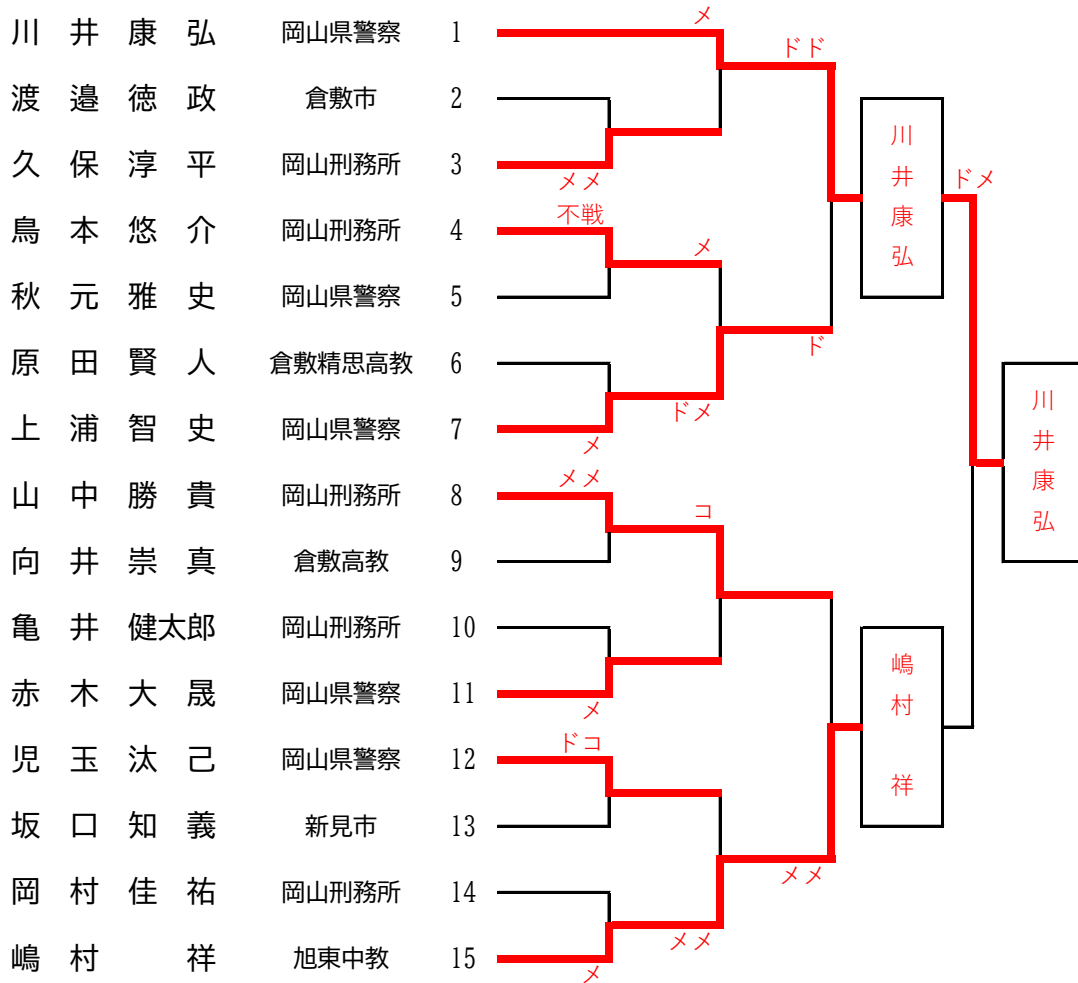 川井康弘 岡山県警察 1
渡邉徳政 倉敷市 2
久保淳平 岡山刑務所 3
鳥本悠介 岡山刑務所 4
秋元雅史 岡山県警察 5
原田賢人 倉敷精思高教 6
上浦智史 岡山県警察 7
山中勝貴 岡山刑務所 8
向井崇真 倉敷高教 9
亀井健太郎 岡山刑務所 10
赤木大晟 岡山県警察 11
児玉汰己 岡山県警察 12
坂口知義 新見市 13
岡村佳祐 岡山刑務所 14
嶋村祥 旭東中教 15
メメ
不戦
メ
メメ
メ
ドコ
メ
メ
メ
ドメ
コ
メメ
ドド
ド
メメ
川井康弘
嶋村祥
ドメ
川井康弘